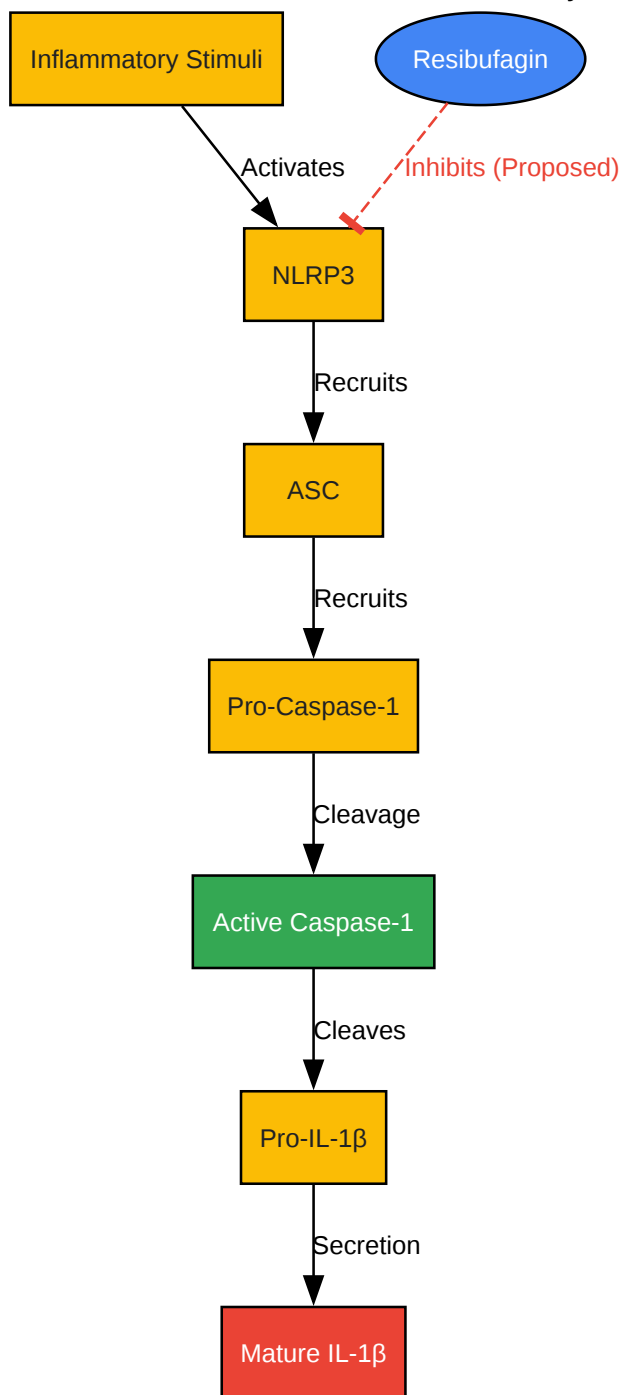 Inflammatory Stimuli
Resibufagin
Activates
Inhibits (Proposed)
NLRP3
Recruits
ASC
Recruits
Pro-Caspase-1
Cleavage
Active Caspase-1
Cleaves
Pro-IL-1β
Secretion
Mature IL-1β